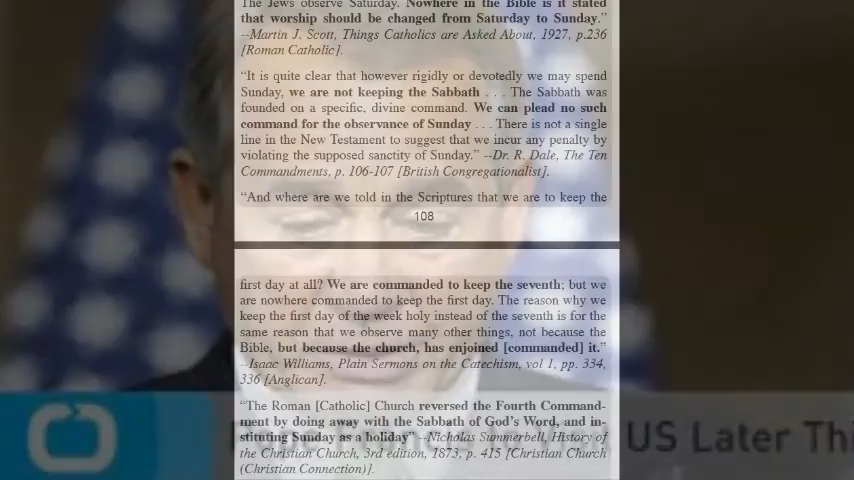 The Jews observe Saturday. Nowhere in the Bible is it stated
that worship should be changed from Saturday to Sunday.”
--Martin J. Scott, Things Catholics are Asked About, 1927, p.236
[Roman Catholic].
“It is quite clear that however rigidly or devotedly we may spend
Sunday, we are not keeping the Sabbath . . . The Sabbath was
founded on a specific, divine command. We can plead no such
command for the observance of Sunday . . . There is not a single
line in the New Testament to suggest that we incur any penalty by
violating the supposed sanctity of Sunday.” --Dr. R. Dale, The Ten
Commandments, p. 106-107 [British Congregationalist].
“And where are we told in the Scriptures that we are to keep the
108
first day at all? We are commanded to keep the seventh; but we
are nowhere commanded to keep the first day. The reason why we
keep the first day of the week holy instead of the seventh is for the
same reason that we observe many other things, not because the
Bible, but because the church, has enjoined [commanded] it.”
--Isaac Williams, Plain Sermons on the Catechism, vol 1, pp. 334,
336 [Anglican].
“The Roman [Catholic] Church reversed the Fourth Command-
ment by doing away with the Sabbath of God’s Word, and in-
stituting Sunday as a holiday” --Nicholas Summerbell, History of
the Christian Church, 3rd edition, 1873, p. 415 [Christian Church
(Christian Connection)].
US Later Thi